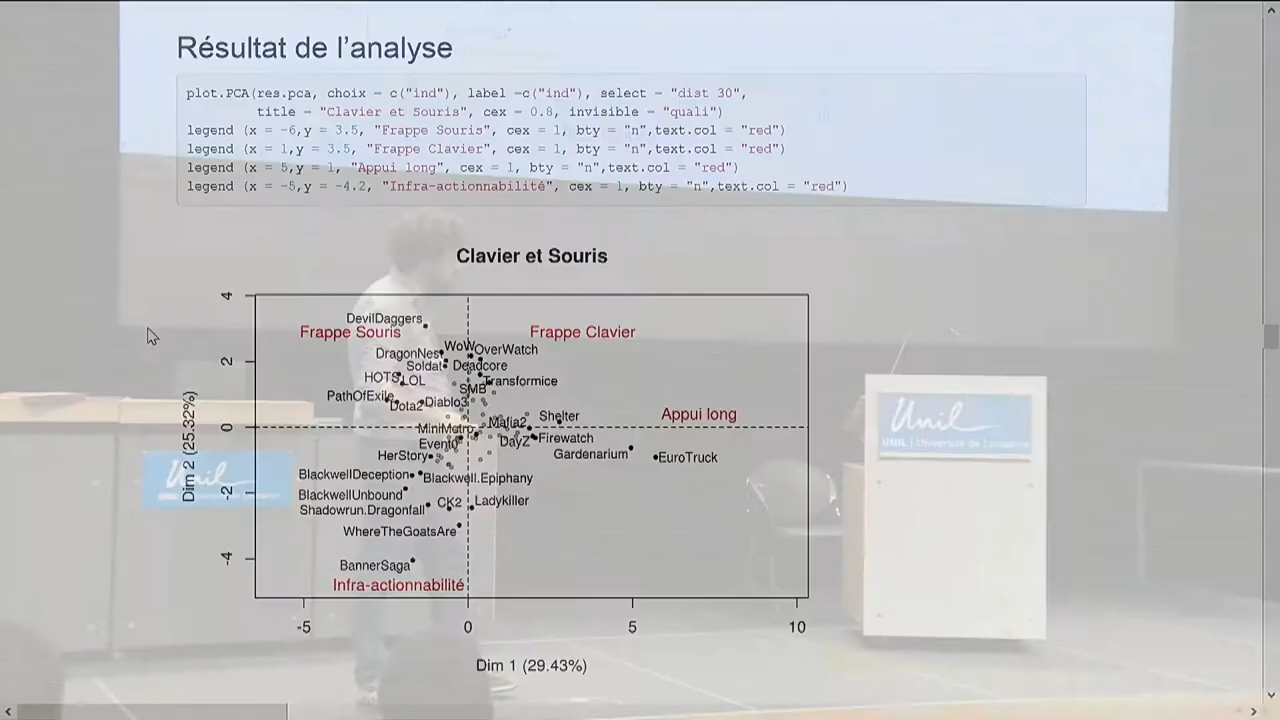 Résultat de l'analyse
plot.PCA(res.pca, choix = c("ind"), label =c("ind"), select = "dist 30",
title = "Clavier et Souris", cex = 0.8, invisible = "quali")
legend (x = -6,y = 3.5, "Frappe Souris", cex = 1, bty = "n",text.col = "red")
legend (x = 1,y = 3.5, "Frappe Clavier", cex = 1, bty = "n",text.col = "red")
legend (x = 5,y = 1, "Appui long", cex = 1, bty = "n",text.col = "red")
legend (x = -5,y = -4.2, "Infra-actionnabilité", cex = 1, bty = "n",text.col = "red")
Clavier et Souris
4
DevilDaggers
Frappe Souris
Frappe Clavier
WoW
OverWatch
DragonNest
2
Soldat
Deadcore
HOTS
LOL
Transformice
SMB
PathOfExile
Dota2
Diablo3
Shelter
Appui long
Mafia2
0
MiniMetro
DayZ
Firewatch
Event0
Gardenarium
HerStory
EuroTruck
BlackwellDeception
Blackwell.Epiphany
-2
BlackwellUnbound
CK2
Ladykiller
Shadowrun.Dragonfall
WhereTheGoatsAre
-4
BannerSaga
Infra-actionnabilité
-5
0
5
10
Dim 1 (29.43%)
Dim 2 (25.32%)
Unil
Unil
UNIL | Université de Lausanne